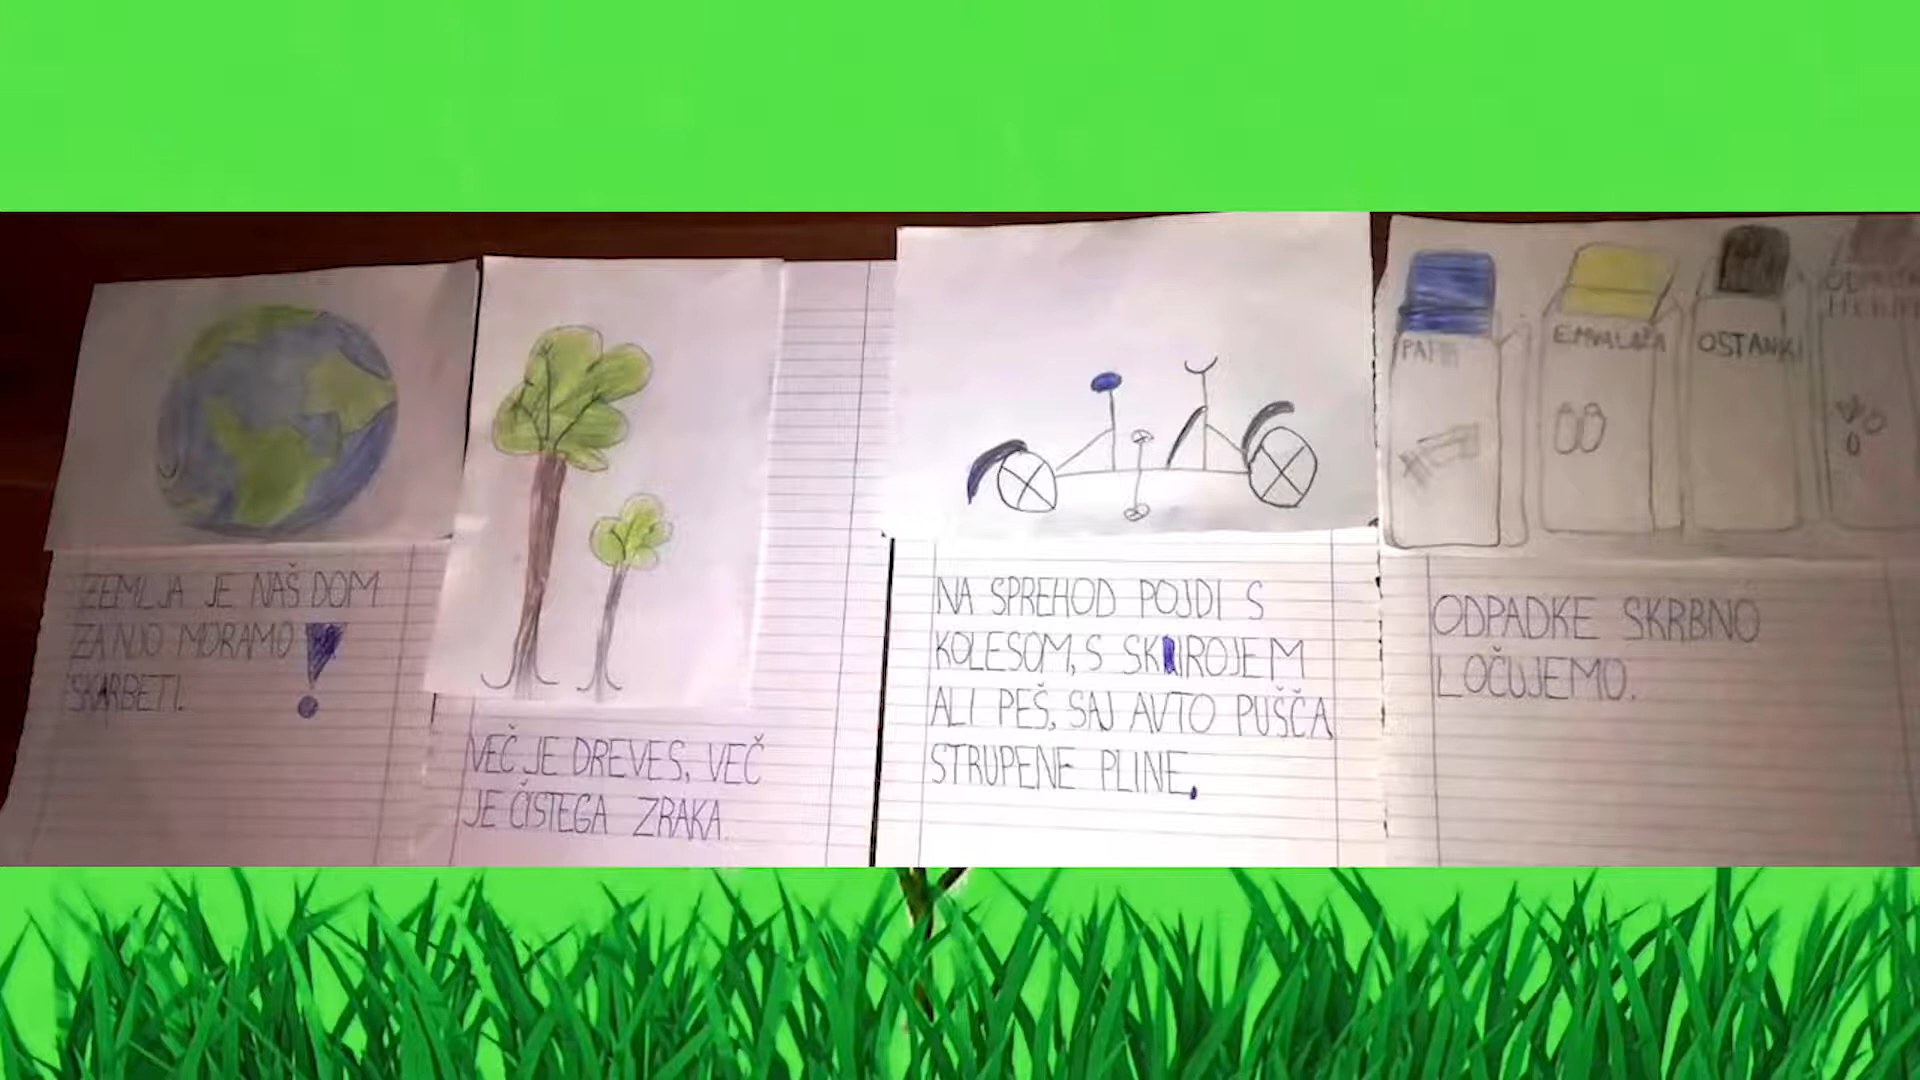 ZEMLJA JE NAŠ DOM
ZA NJO MORAMO
SKARBETI. !
VEČ JE DREVES, VEČ
JE ČISTEGA ZRAKA.
NA SPREHOD POJDI S
KOLESOM, S SKIROJEM
ALI PEŠ, SAJ AVTO PUŠČA
STRUPENE PLINE.
EMBALAŽA
OSTANKI
ODPADKE SKRBNO
LOČUJEMO.